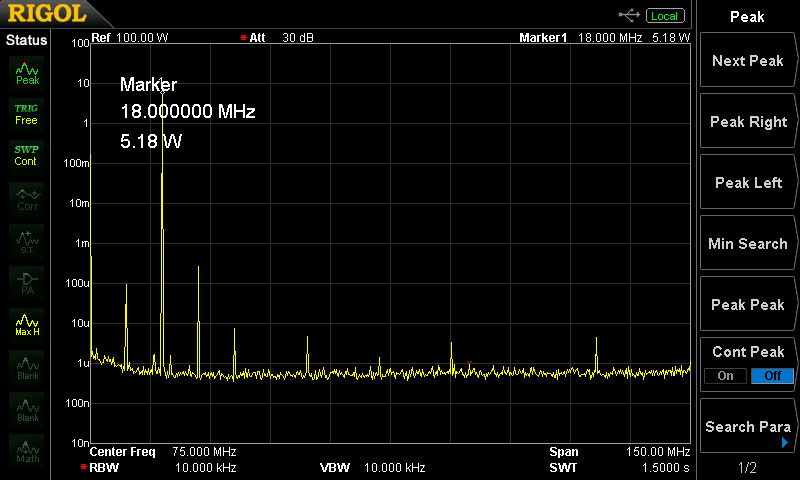 RIGOL
Local
Peak
Status
Ref 100.00 W * Att 30 dB Marker1 18.000 MHz 5.18 W
100
10
1
100m
10m
1m
100u
10u
1u
100n
10n
Marker
1
18.000000 MHz
5.18 W
Peak
TRIG
Free
SWP
Cont
Corr
S.T.
PA
Max H
Blank
Blank
Math
Center Freq 75.000 MHz Span 150.00 MHz
* RBW 10.000 kHz VBW 10.000 kHz SWT 1.5000 s
Next Peak
Peak Right
Peak Left
Min Search
Peak Peak
Cont Peak
On Off
Search Para
1/2